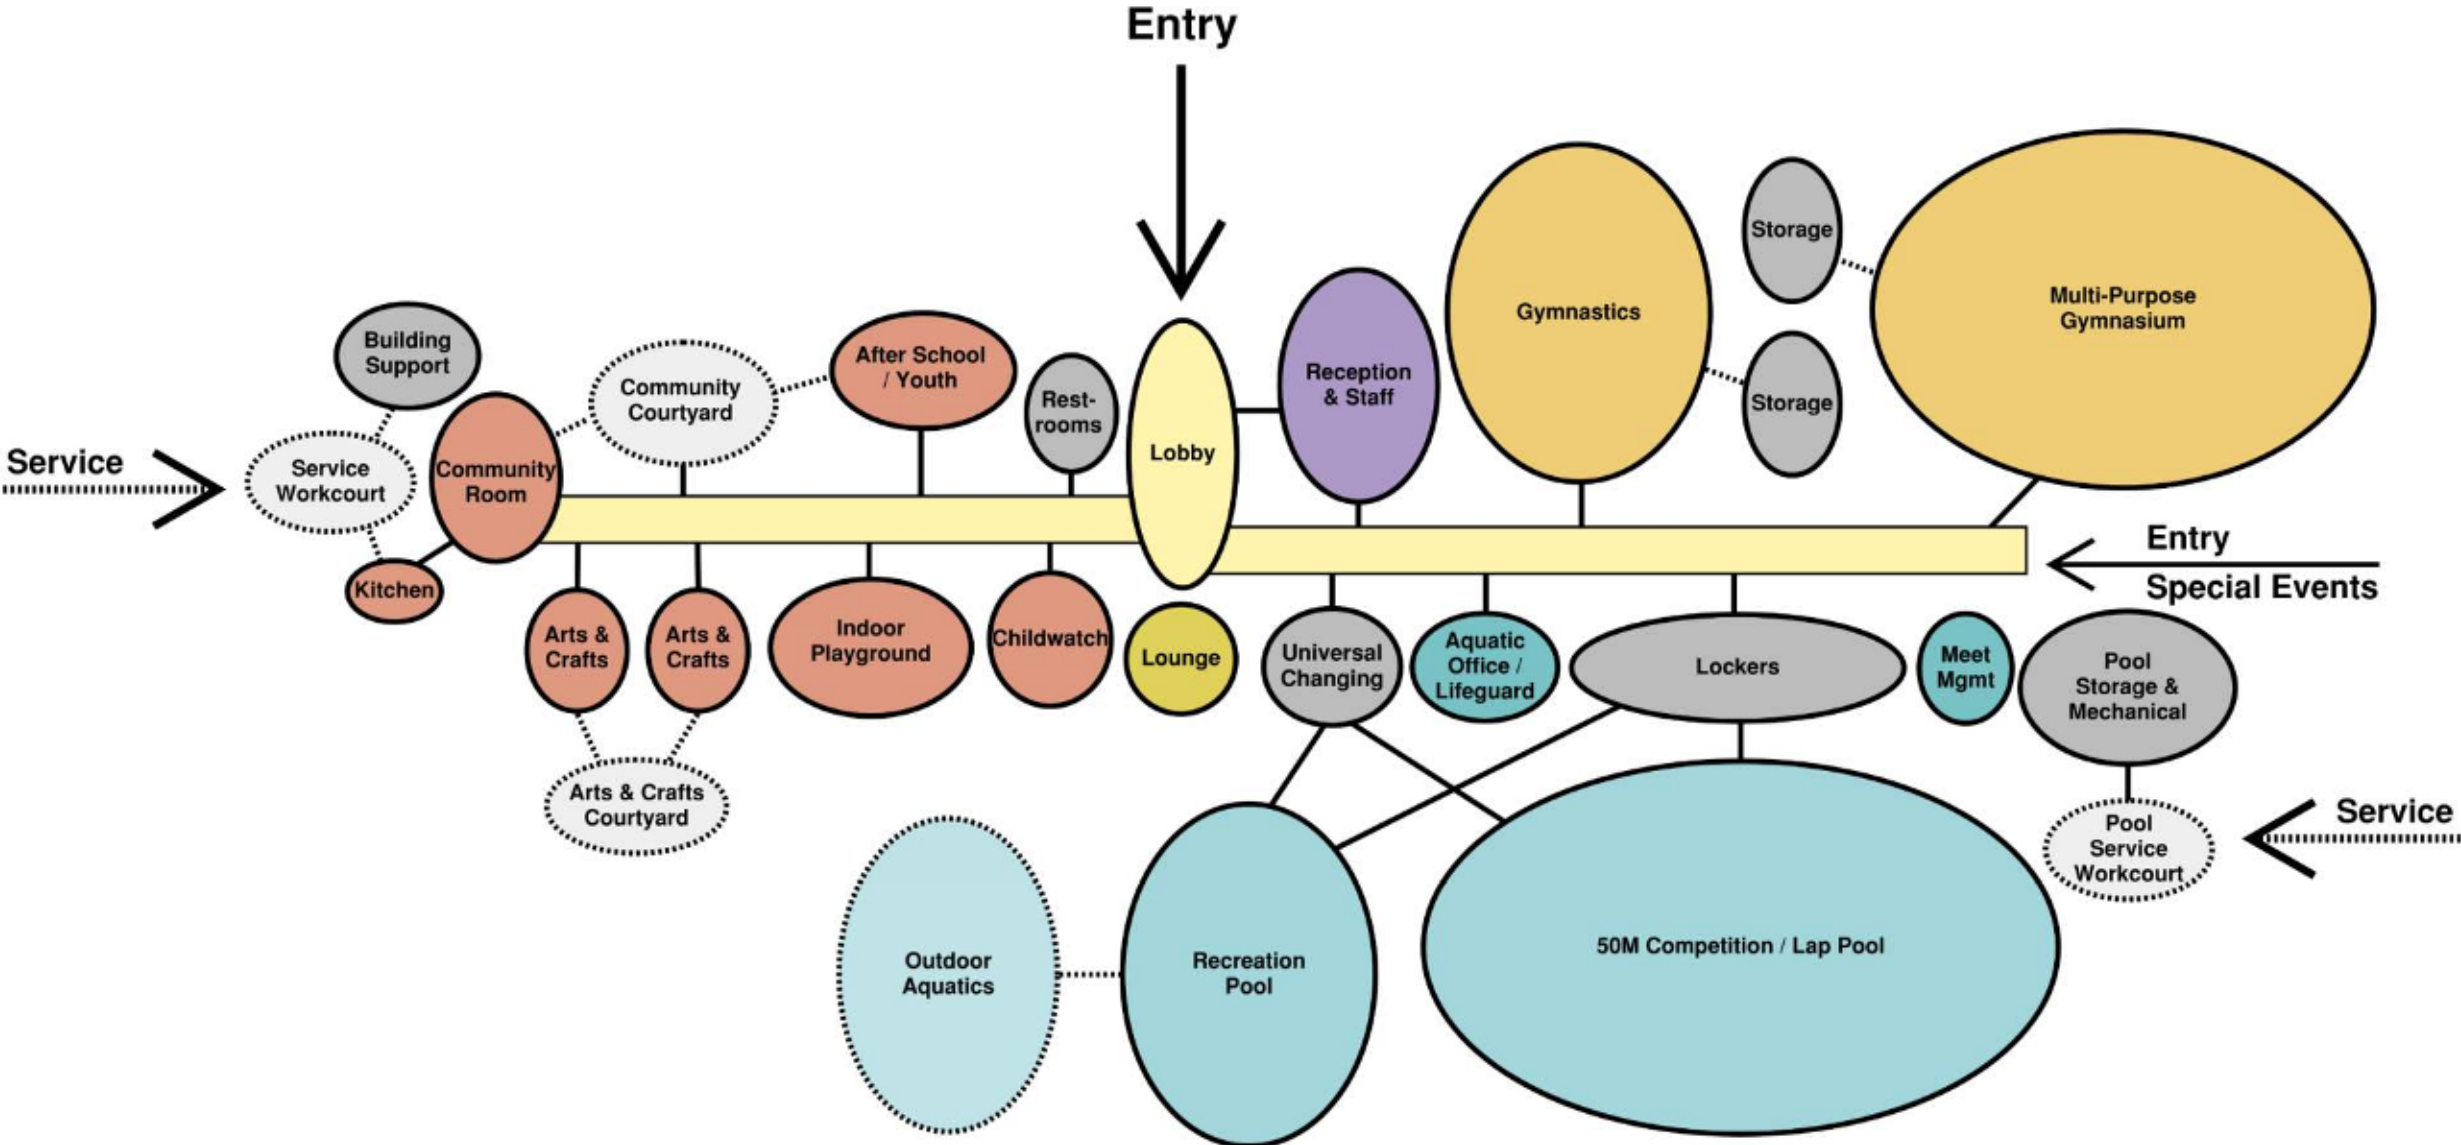 Entry
Storage
Gymnastics
Multi-Purpose
Gymnasium
Building
Support
After School
/ Youth
Community
Courtyard
Rest-
rooms
Reception
& Staff
Storage
Lobby
Service
Service
Workcourt
Community
Room
Entry
Special Events
Kitchen
Arts &
Crafts
Arts &
Crafts
Indoor
Playground
Childwatch
Lounge
Universal
Changing
Aquatic
Office /
Lifeguard
Lockers
Meet
Mgmt
Pool
Storage &
Mechanical
Arts & Crafts
Courtyard
Pool
Service
Workcourt
Service
Outdoor
Aquatics
Recreation
Pool
50M Competition / Lap Pool